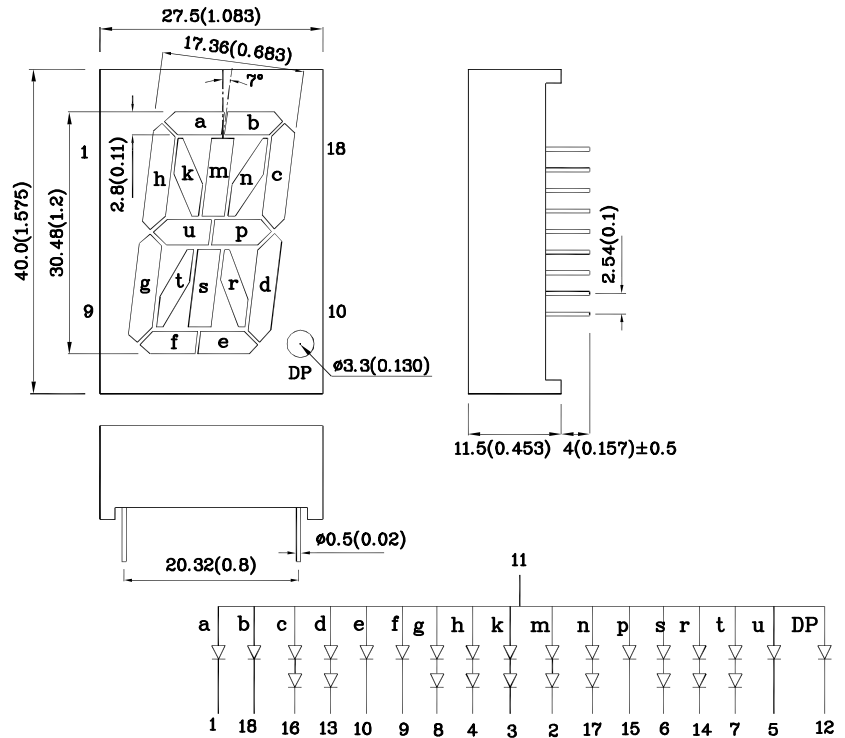 27.5(1.083)
17.36(0.683)
7°
a b
1 18
2.8(0.11)
h k m n c
40.0(1.575)
30.48(1.2)
u p
2.54(0.1)
g t s r d
9 10
f e
DP
ø3.3(0.130)
11.5(0.453) 4(0.157)±0.5
ø0.5(0.02)
20.32(0.8)
11
a b c d e f g h k m n p s r t u DP
1 18 16 13 10 9 8 4 3 2 17 15 6 14 7 5 12